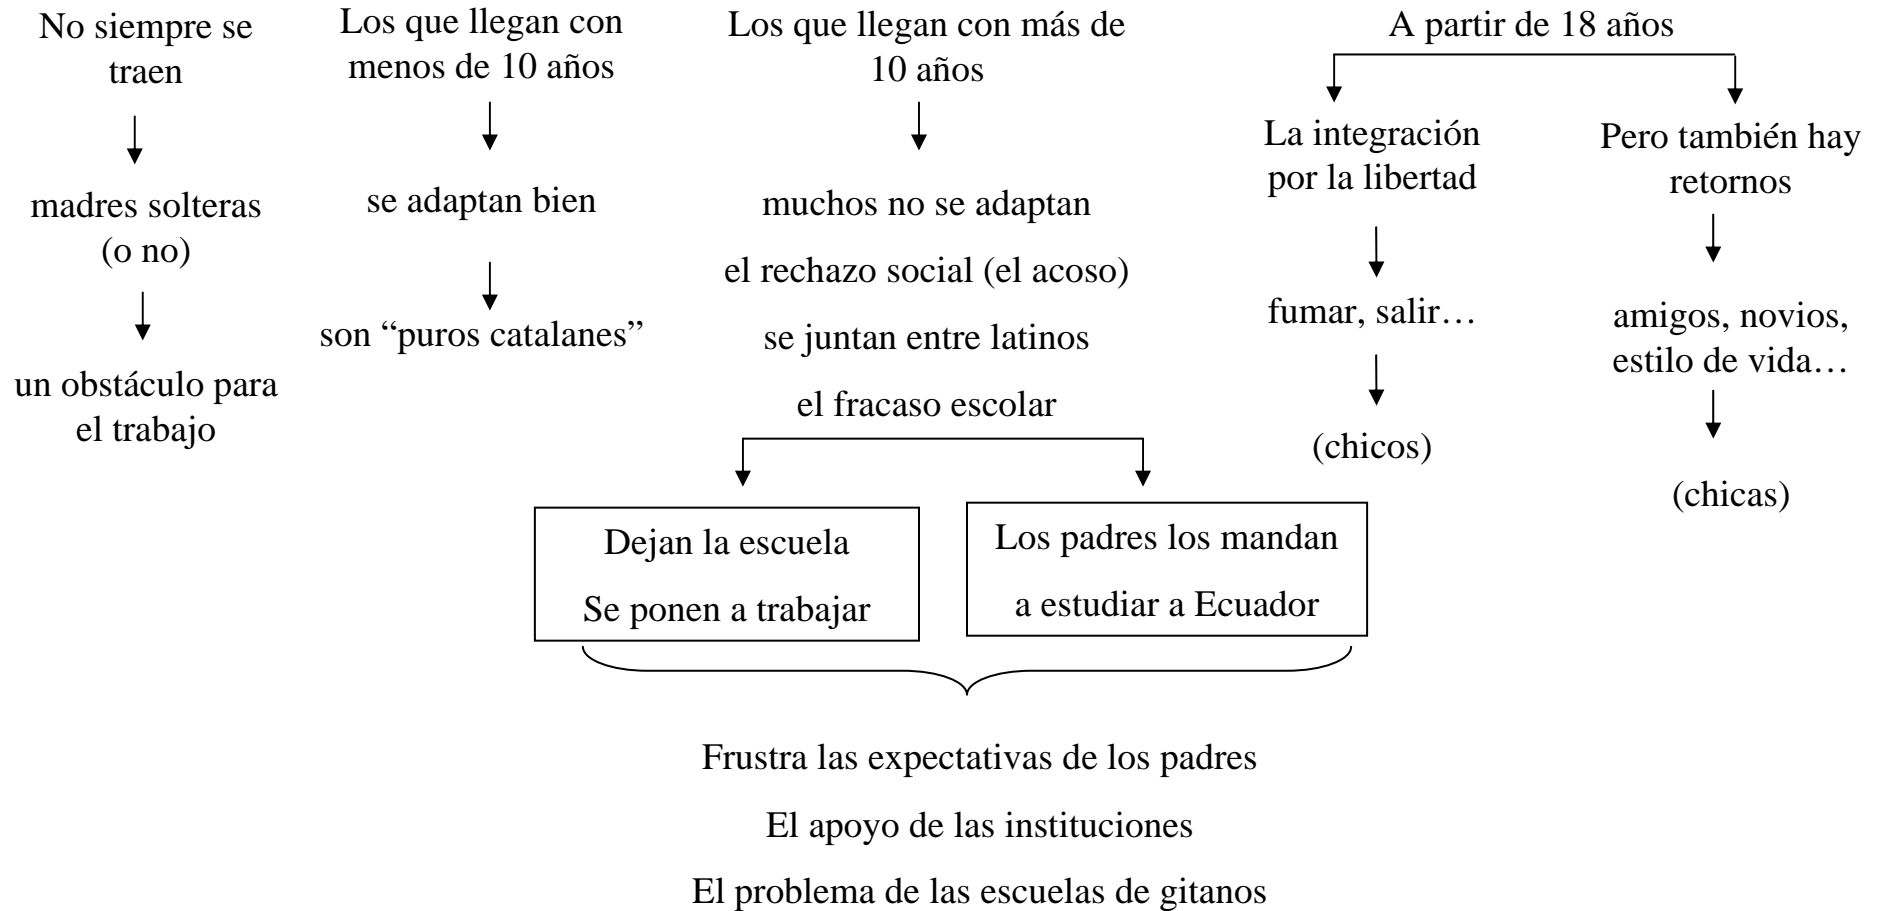 No siempre se
traen
madres solteras
(o no)
un obstáculo para
el trabajo
Los que llegan con
menos de 10 años
se adaptan bien
son “puros catalanes”
Los que llegan con más de
10 años
muchos no se adaptan
el rechazo social (el acoso)
se juntan entre latinos
el fracaso escolar
Dejan la escuela
Se ponen a trabajar
Los padres los mandan
a estudiar a Ecuador
Frustra las expectativas de los padres
El apoyo de las instituciones
El problema de las escuelas de gitanos
A partir de 18 años
La integración
por la libertad
fumar, salir…
(chicos)
Pero también hay
retornos
amigos, novios,
estilo de vida…
(chicas)